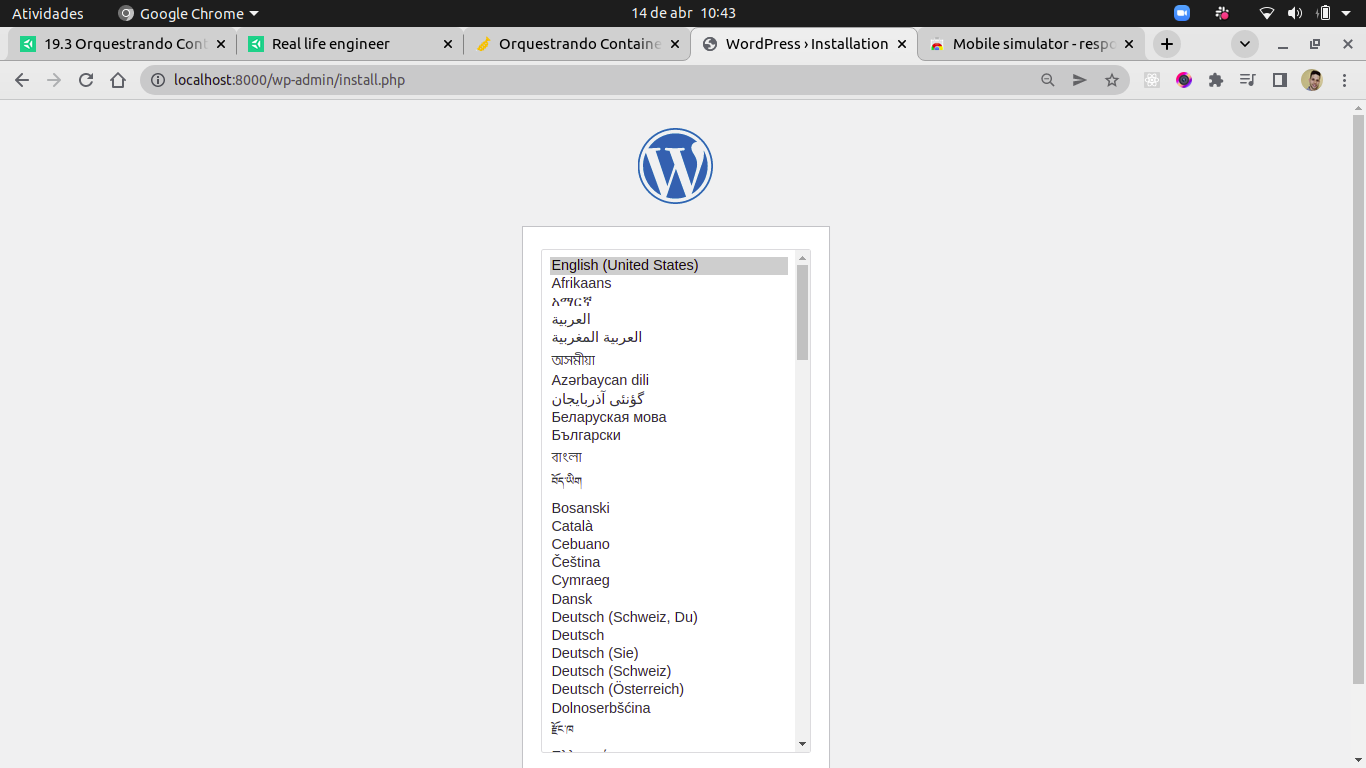 Atividades
Google Chrome
14 de abr 10:43
19.3 Orquestrando Cont
Real life engineer
Orquestrando Containe
WordPress › Installation
Mobile simulator - respo
localhost:8000/wp-admin/install.php
English (United States)
Afrikaans
አማርኛ
العربية
العربية المغربية
অসমীয়া
Azərbaycan dili
گؤنئی آذربایجان
Беларуская мова
Български
বাংলা
བོད་ཡིག
Bosanski
Català
Cebuano
Čeština
Cymraeg
Dansk
Deutsch (Schweiz, Du)
Deutsch
Deutsch (Sie)
Deutsch (Schweiz)
Deutsch (Österreich)
Dolnoserbšćina
རྫོང་ཁ